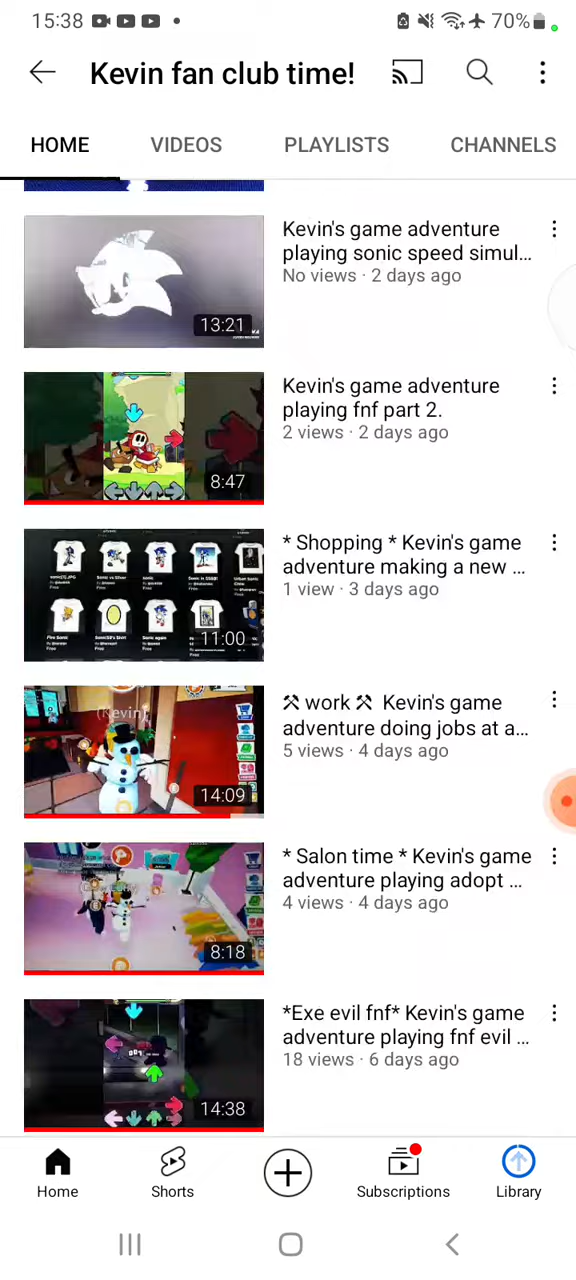 15:38
70%
Kevin fan club time!
HOME VIDEOS PLAYLISTS CHANNELS
Kevin's game adventure
playing sonic speed simul...
No views · 2 days ago
13:21
Kevin's game adventure
playing fnf part 2.
2 views · 2 days ago
8:47
* Shopping * Kevin's game
adventure making a new ...
1 view · 3 days ago
11:00
⚒ work ⚒ Kevin's game
adventure doing jobs at a...
5 views · 4 days ago
(Kevin)
14:09
* Salon time * Kevin's game
adventure playing adopt ...
4 views · 4 days ago
8:18
*Exe evil fnf* Kevin's game
adventure playing fnf evil ...
18 views · 6 days ago
14:38
Home Shorts Subscriptions Library